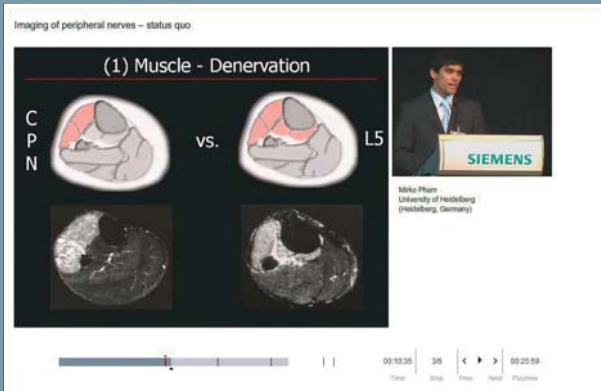 Imaging of peripheral nerves – status quo
(1) Muscle - Denervation
C
P
N
vs.
L5
SIEMENS
Mirko Pham
University of Heidelberg
(Heidelberg, Germany)
00:10:35 3/6 00:25:59
Time Step Prev Next Playtime